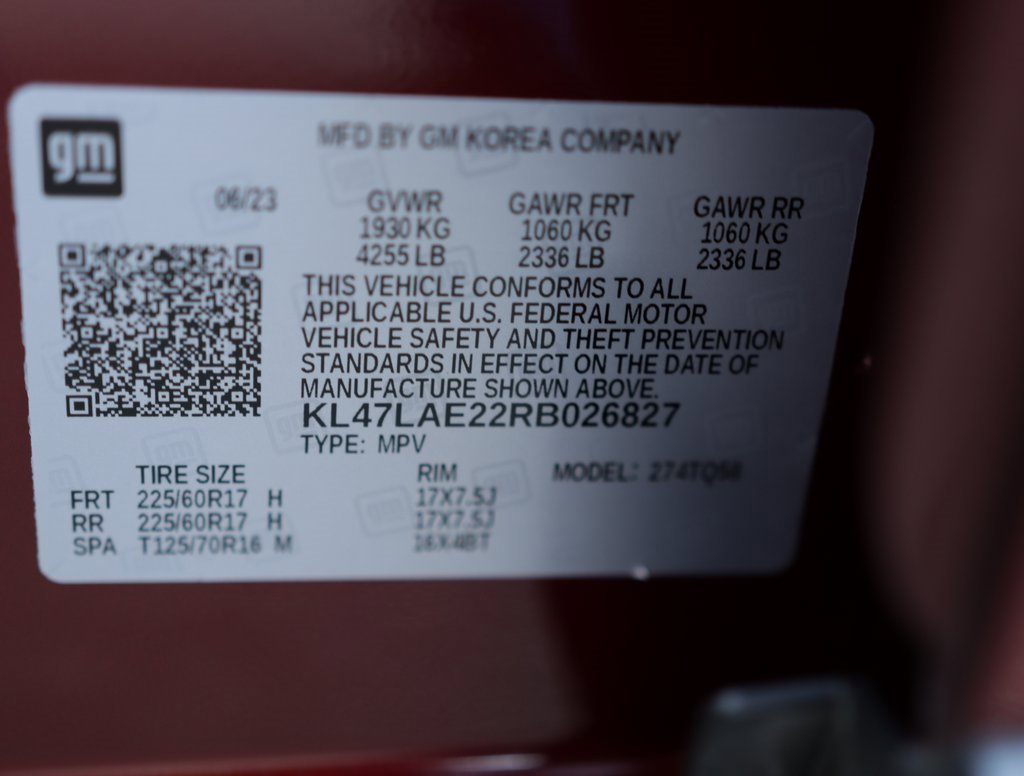 gm
MFD BY GM KOREA COMPANY
06/23 GVWR GAWR FRT GAWR RR
1930 KG 1060 KG 1060 KG
4255 LB 2336 LB 2336 LB
THIS VEHICLE CONFORMS TO ALL
APPLICABLE U.S. FEDERAL MOTOR
VEHICLE SAFETY AND THEFT PREVENTION
STANDARDS IN EFFECT ON THE DATE OF
MANUFACTURE SHOWN ABOVE.
KL47LAE22RB026827
TYPE: MPV
TIRE SIZE RIM MODEL:
FRT 225/60R17 H 17X7.5J
RR 225/60R17 H 17X7.5J
SPA T125/70R16 M 16X4BT